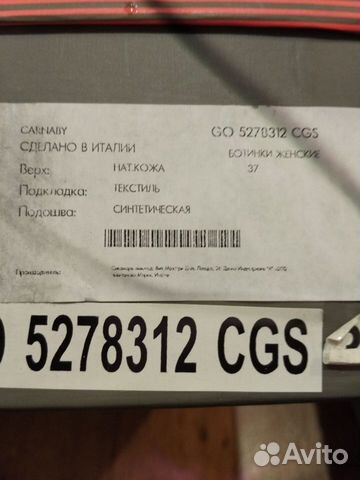 CARNABY GO 5278312 CGS
СДЕЛАНО В ИТАЛИИ БОТИНКИ ЖЕНСКИЕ
Верх: НАТ.КОЖА 37
Подкладка: ТЕКСТИЛЬ
Подошва: СИНТЕТИЧЕСКАЯ
Производитель:
O 5278312 CGS
Avito